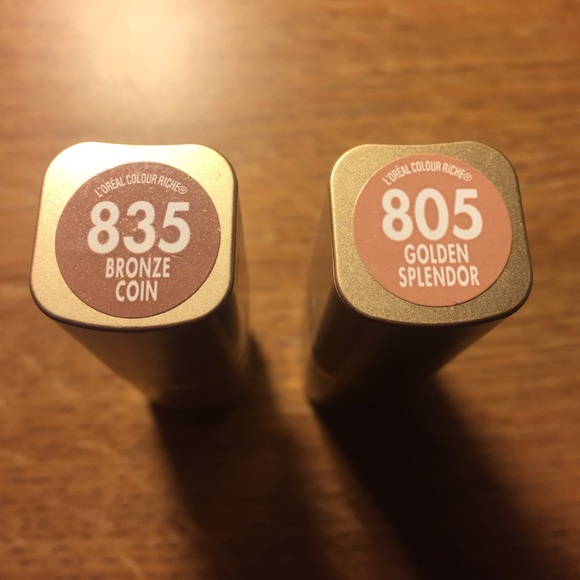 L'ORÉAL COLOUR RICHE®
835
BRONZE
COIN
L'ORÉAL COLOUR RICHE®
805
GOLDEN
SPLENDOR